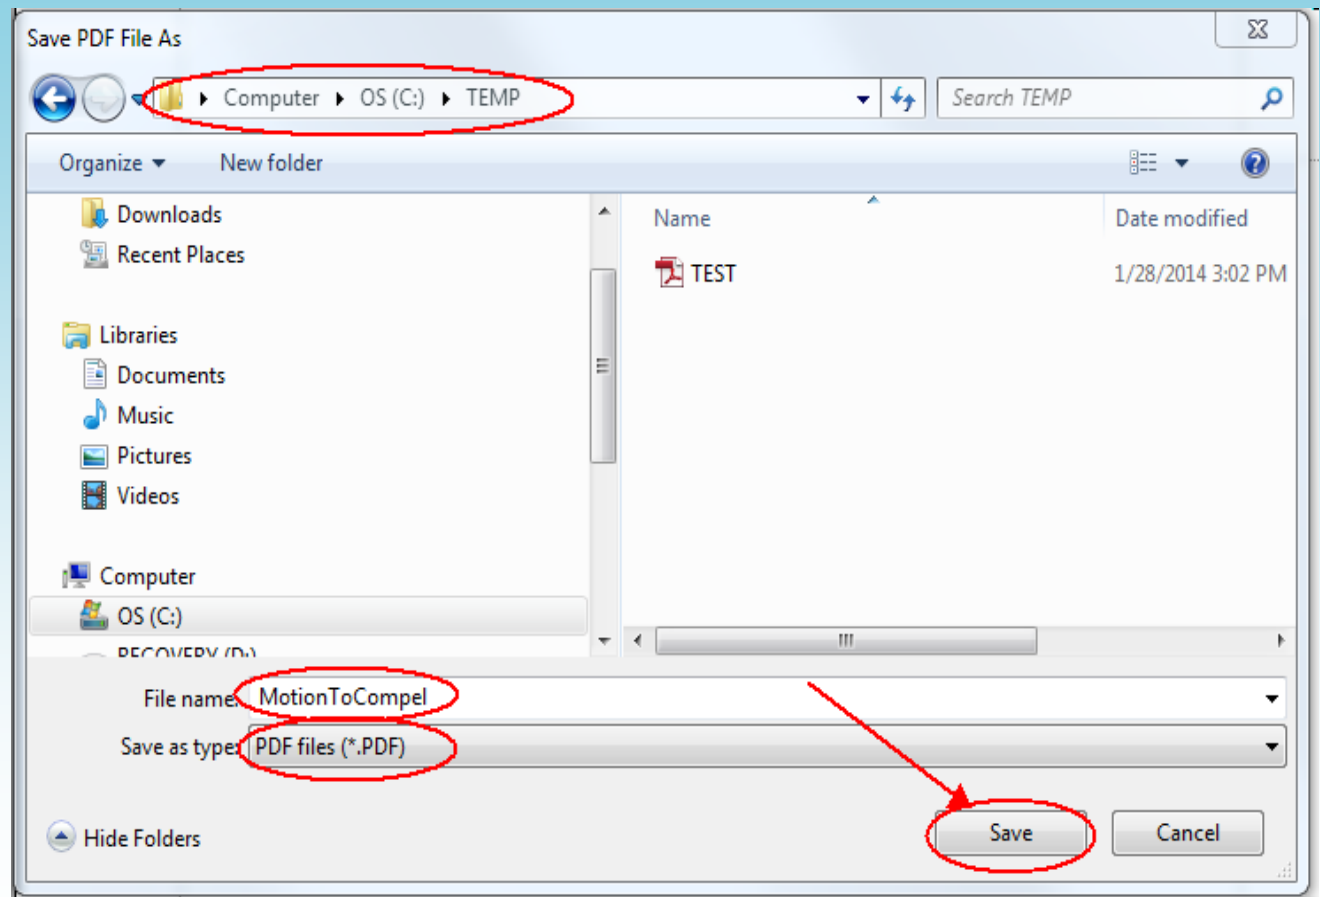 Save PDF File As
Computer OS (C:) TEMP Search TEMP
Organize New folder
Downloads
Recent Places
Libraries
Documents
Music
Pictures
Videos
Computer
OS (C:)
RECOVERY (D:)
Name Date modified
TEST 1/28/2014 3:02 PM
File name: MotionToCompel
Save as type: PDF files (*.PDF)
Hide Folders Save Cancel